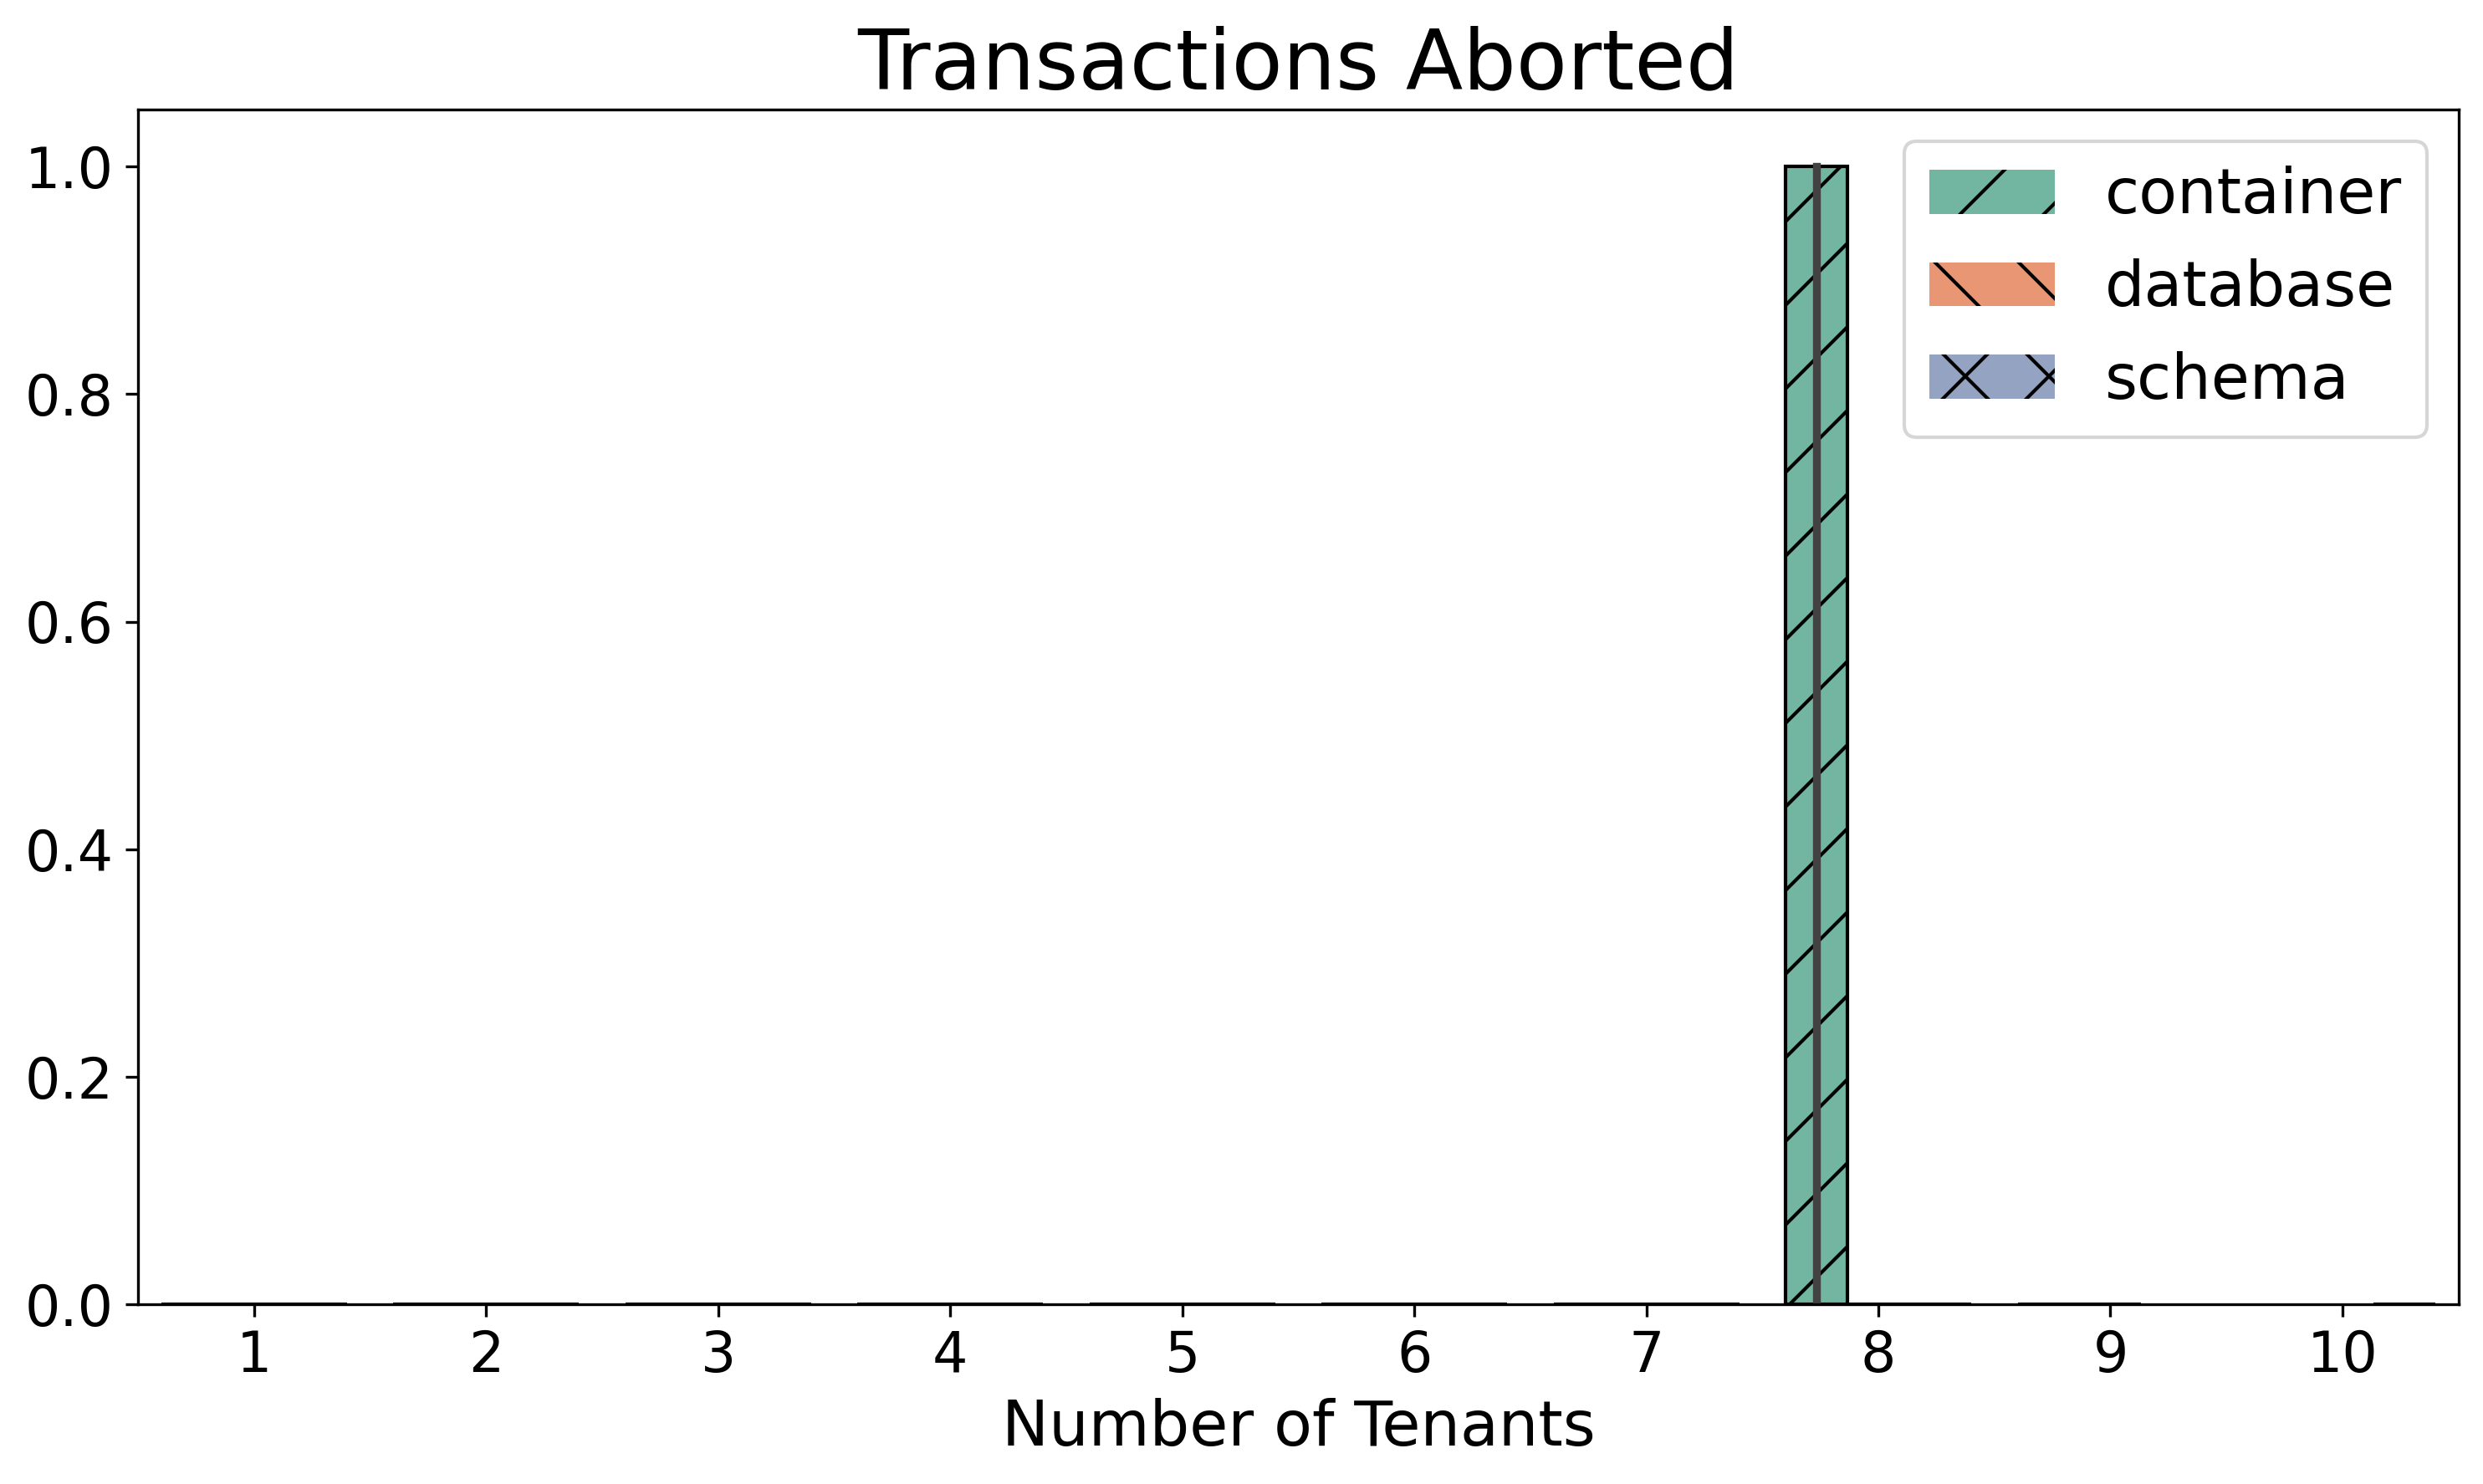 Transactions Aborted
1.0
0.8
0.6
0.4
0.2
0.0
container
database
schema
1 2 3 4 5 6 7 8 9 10
Number of Tenants